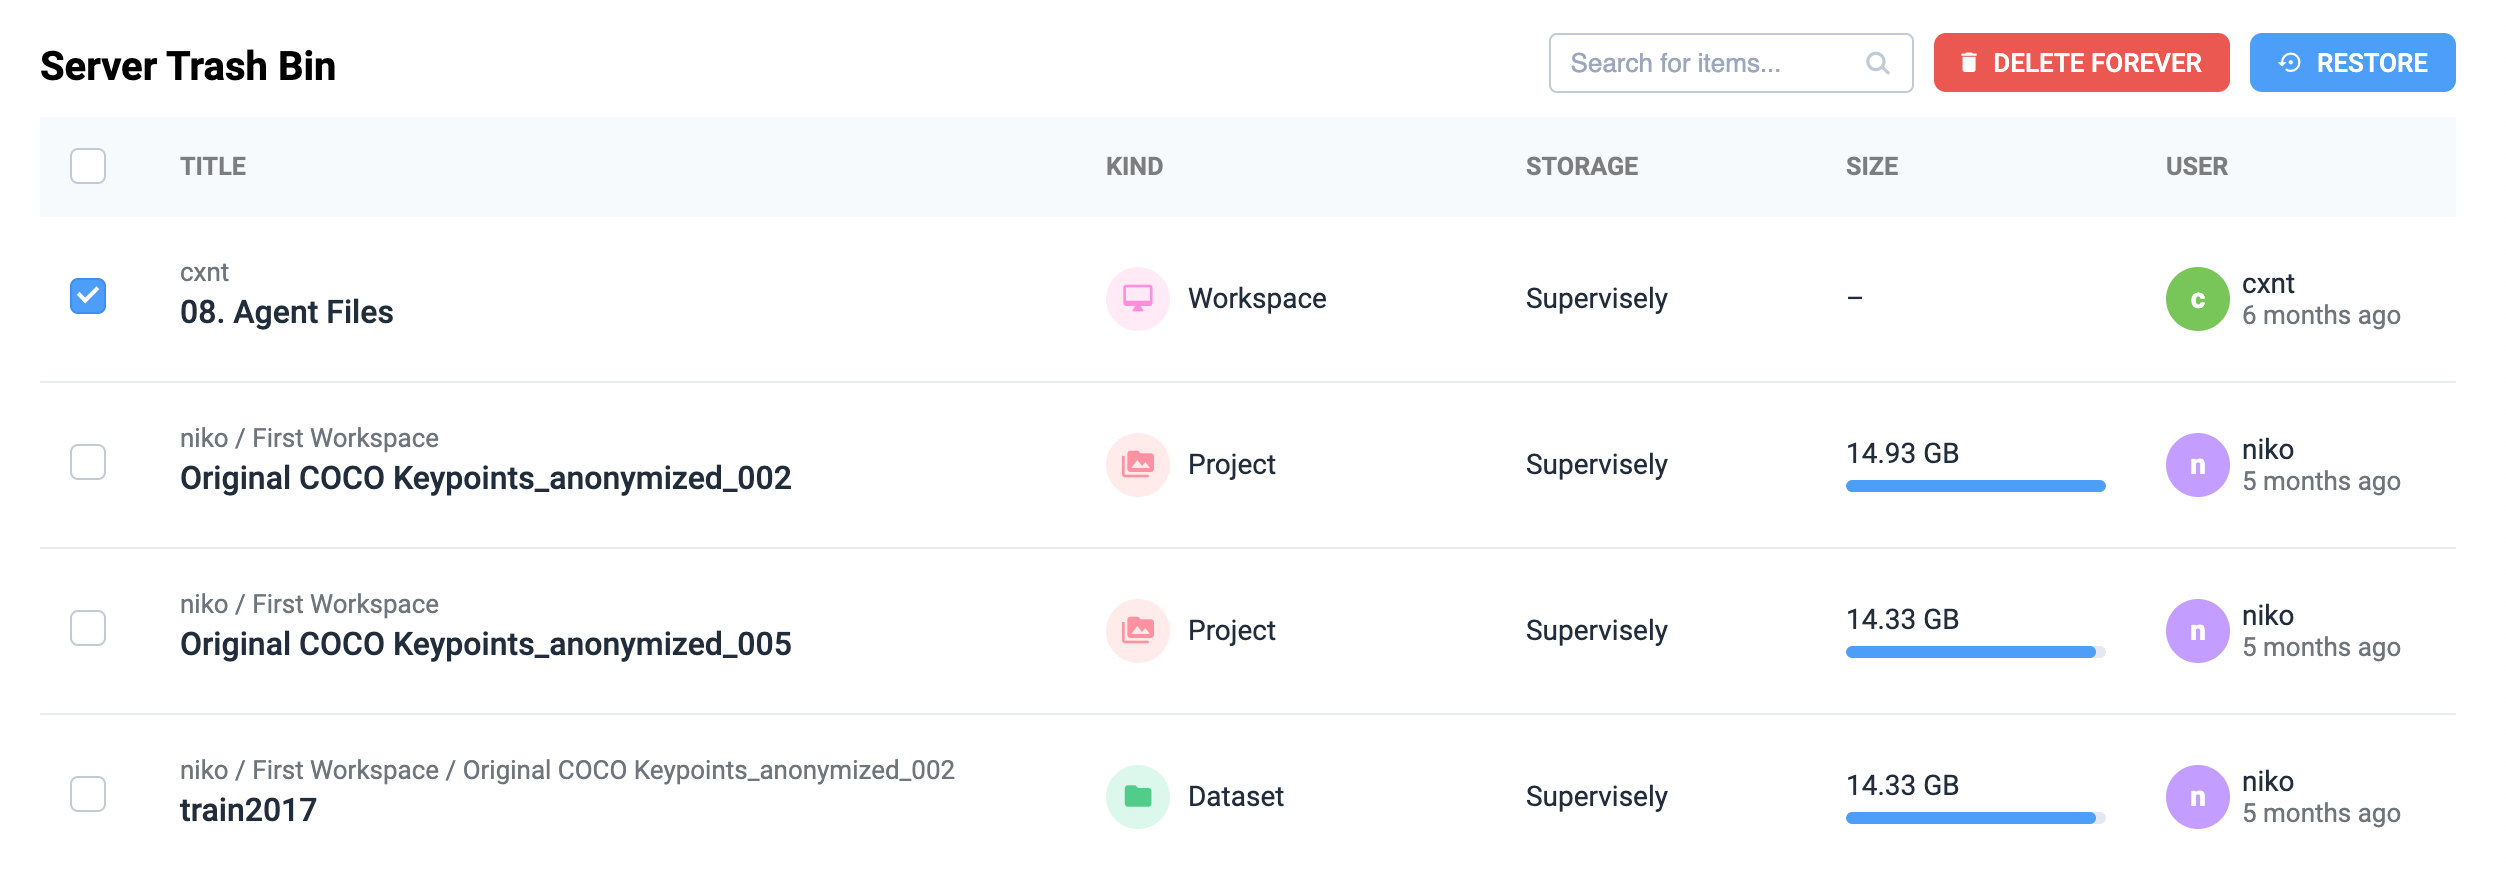 Server Trash Bin
Search for items...
DELETE FOREVER
RESTORE
TITLE KIND STORAGE SIZE USER
cxnt
08. Agent Files
Workspace
Supervisely
–
c
cxnt
6 months ago
niko / First Workspace
Original COCO Keypoints_anonymized_002
Project
Supervisely
14.93 GB
n
niko
5 months ago
niko / First Workspace
Original COCO Keypoints_anonymized_005
Project
Supervisely
14.33 GB
n
niko
5 months ago
niko / First Workspace / Original COCO Keypoints_anonymized_002
train2017
Dataset
Supervisely
14.33 GB
n
niko
5 months ago